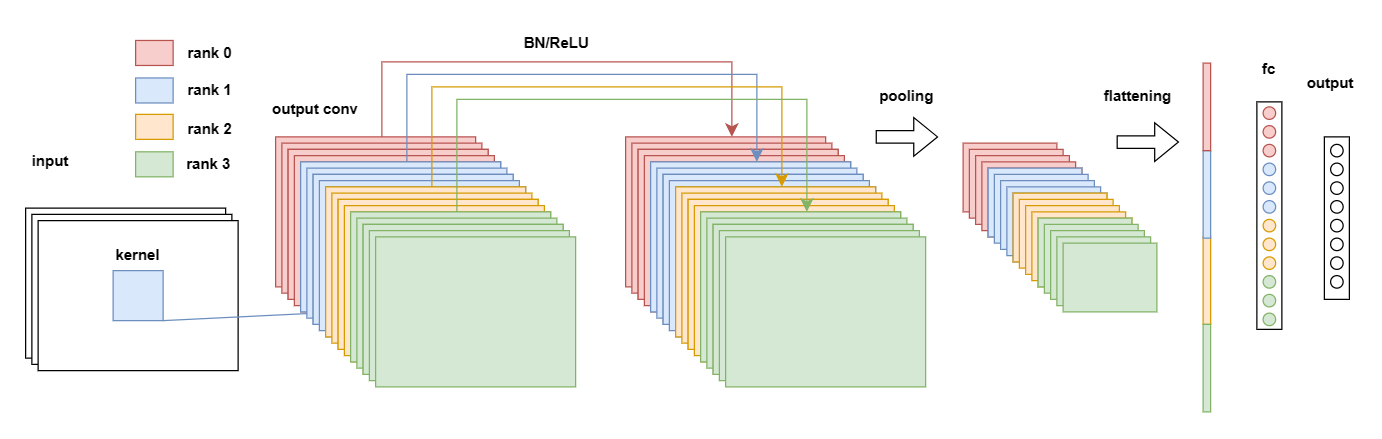 rank 0
rank 1
rank 2
rank 3
input
kernel
output conv
BN/ReLU
pooling
flattening
fc
output